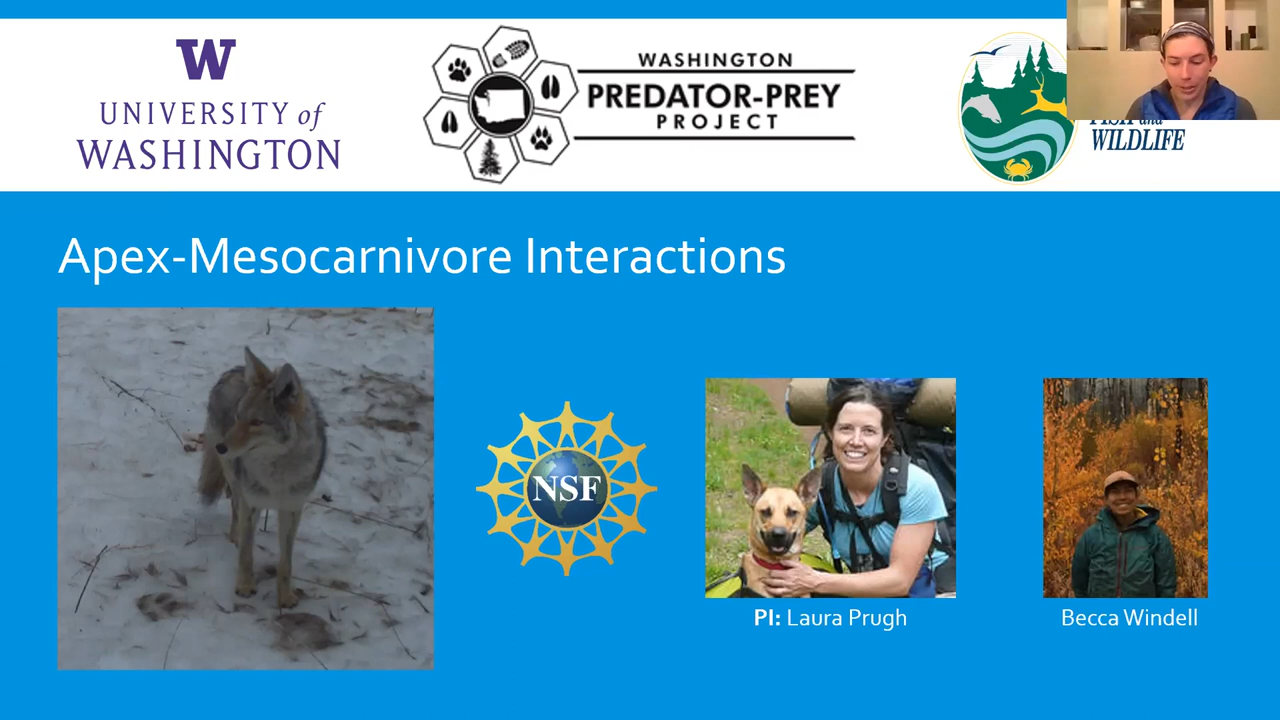 W
UNIVERSITY of
WASHINGTON
WASHINGTON
PREDATOR-PREY
PROJECT
FISH and
WILDLIFE
Apex-Mesocarnivore Interactions
NSF
PI: Laura Prugh
Becca Windell